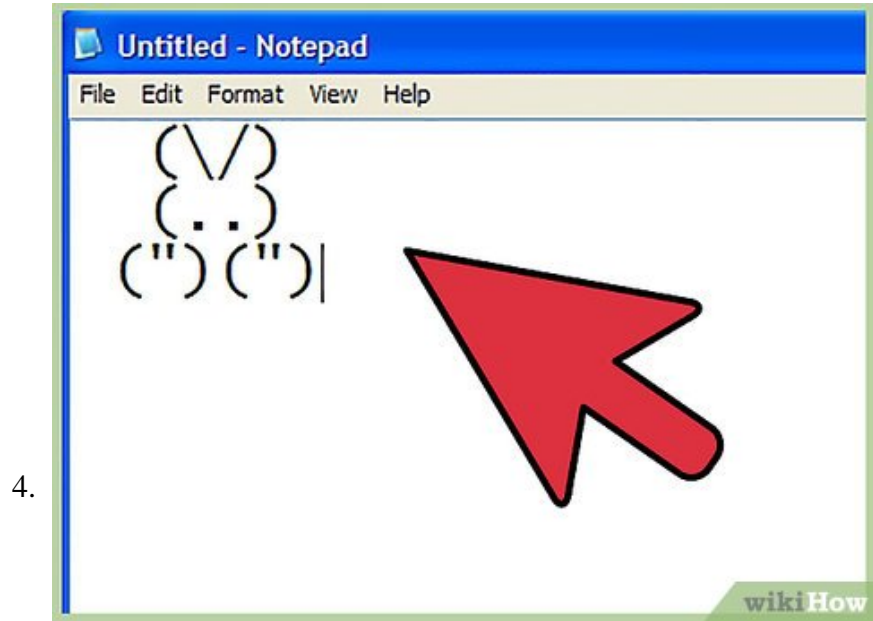 Untitled - Notepad
File Edit Format View Help
(\/)
(..)
(")(")
4.
wikiHow